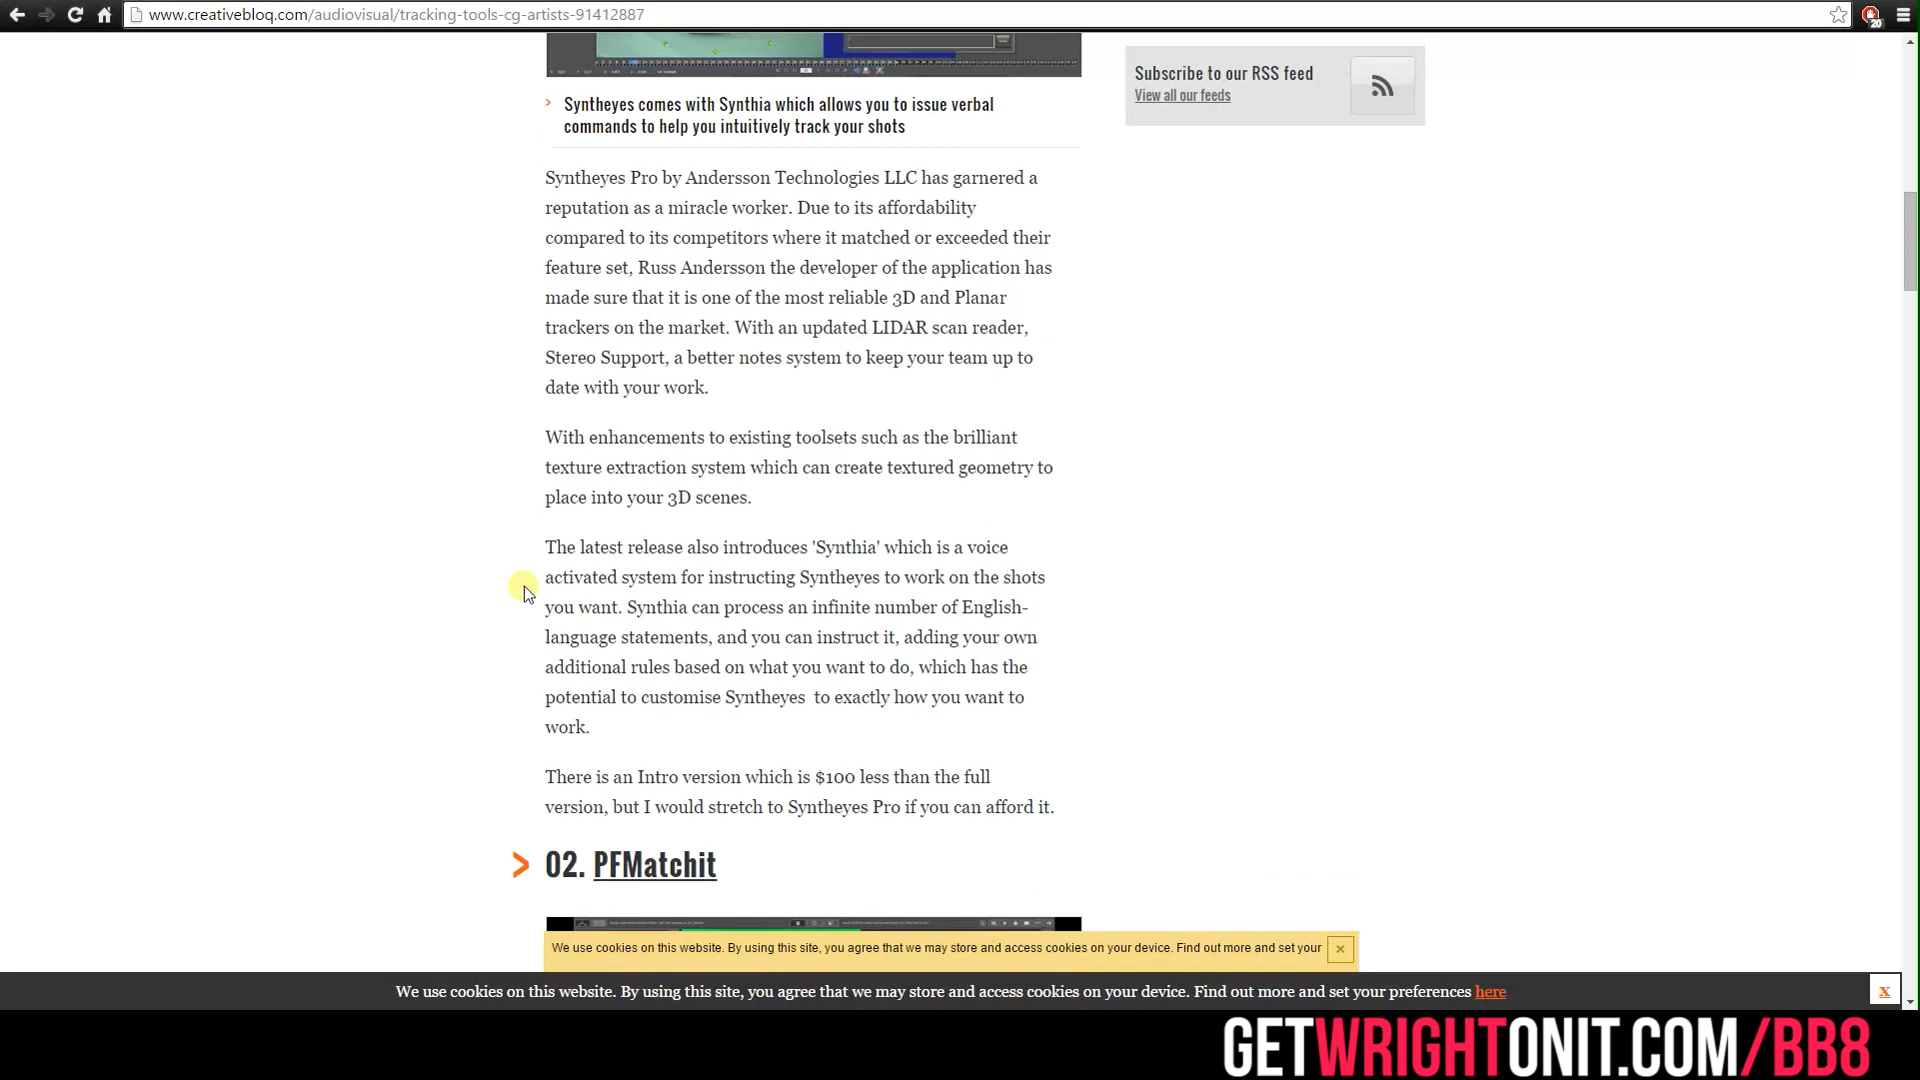 www.creativebloq.com/audiovisual/tracking-tools-cg-artists-91412887
20
Subscribe to our RSS feed
View all our feeds
Syntheyes comes with Synthia which allows you to issue verbal
commands to help you intuitively track your shots
Syntheyes Pro by Andersson Technologies LLC has garnered a
reputation as a miracle worker. Due to its affordability
compared to its competitors where it matched or exceeded their
feature set, Russ Andersson the developer of the application has
made sure that it is one of the most reliable 3D and Planar
trackers on the market. With an updated LIDAR scan reader,
Stereo Support, a better notes system to keep your team up to
date with your work.
With enhancements to existing toolsets such as the brilliant
texture extraction system which can create textured geometry to
place into your 3D scenes.
The latest release also introduces 'Synthia' which is a voice
activated system for instructing Syntheyes to work on the shots
you want. Synthia can process an infinite number of English-
language statements, and you can instruct it, adding your own
additional rules based on what you want to do, which has the
potential to customise Syntheyes  to exactly how you want to
work.
There is an Intro version which is $100 less than the full
version, but I would stretch to Syntheyes Pro if you can afford it.
> 02. PFMatchit
We use cookies on this website. By using this site, you agree that we may store and access cookies on your device. Find out more and set your
We use cookies on this website. By using this site, you agree that we may store and access cookies on your device. Find out more and set your preferences here
x
GETWRIGHTONIT.COM/BB8